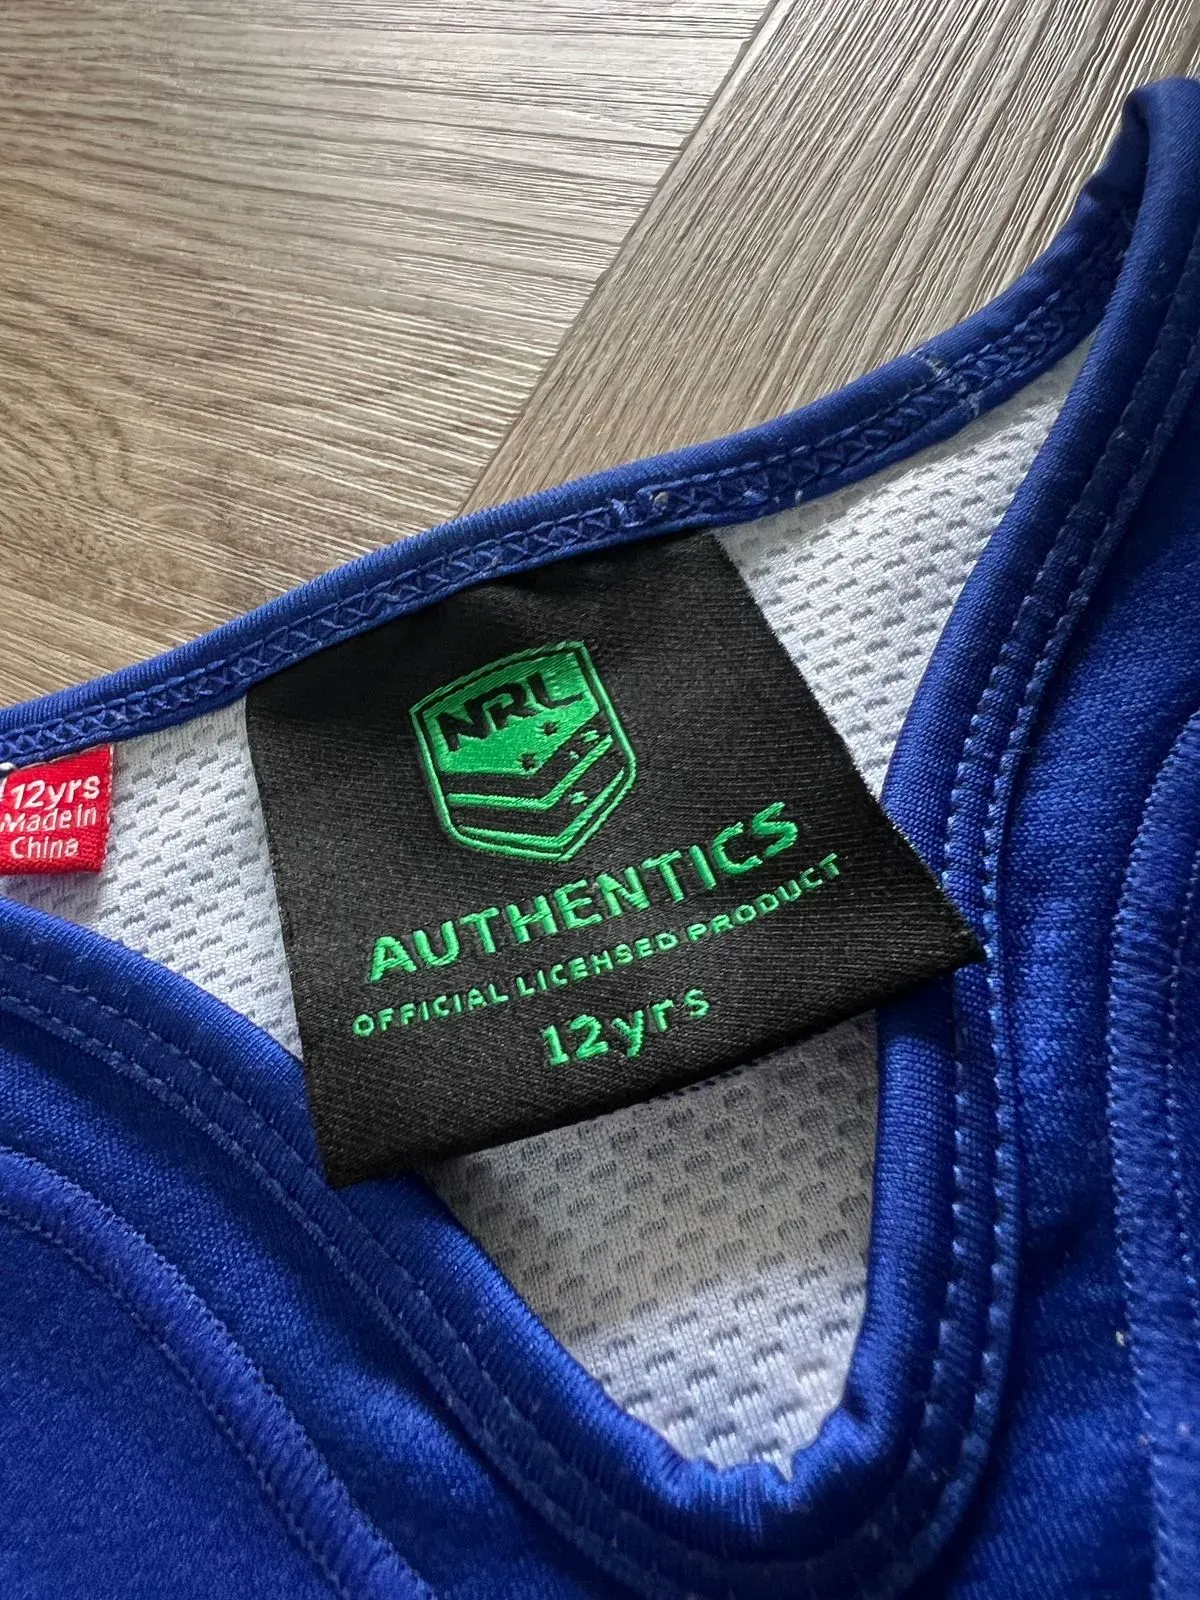 NRL
AUTHENTICS
OFFICIAL LICENSED PRODUCT
12yrs
12yrs
Made in
China